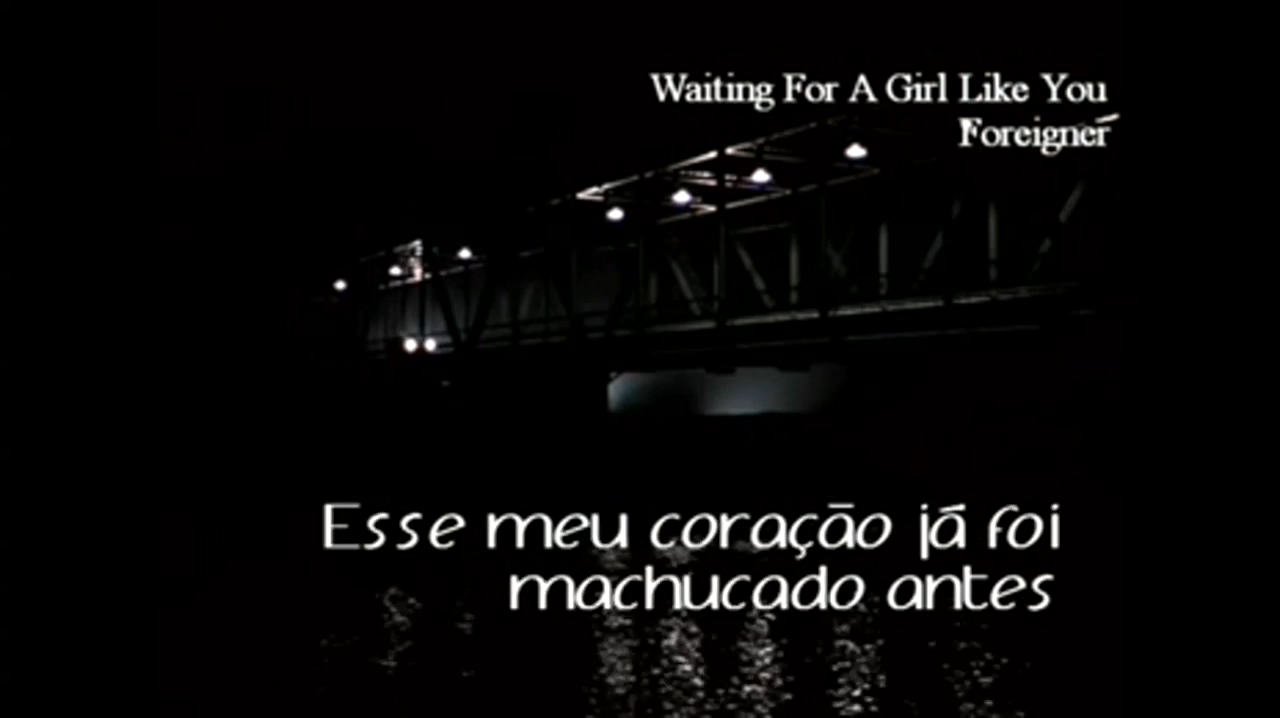 Waiting For A Girl Like You
Foreigner
Esse meu coração já foi
machucado antes